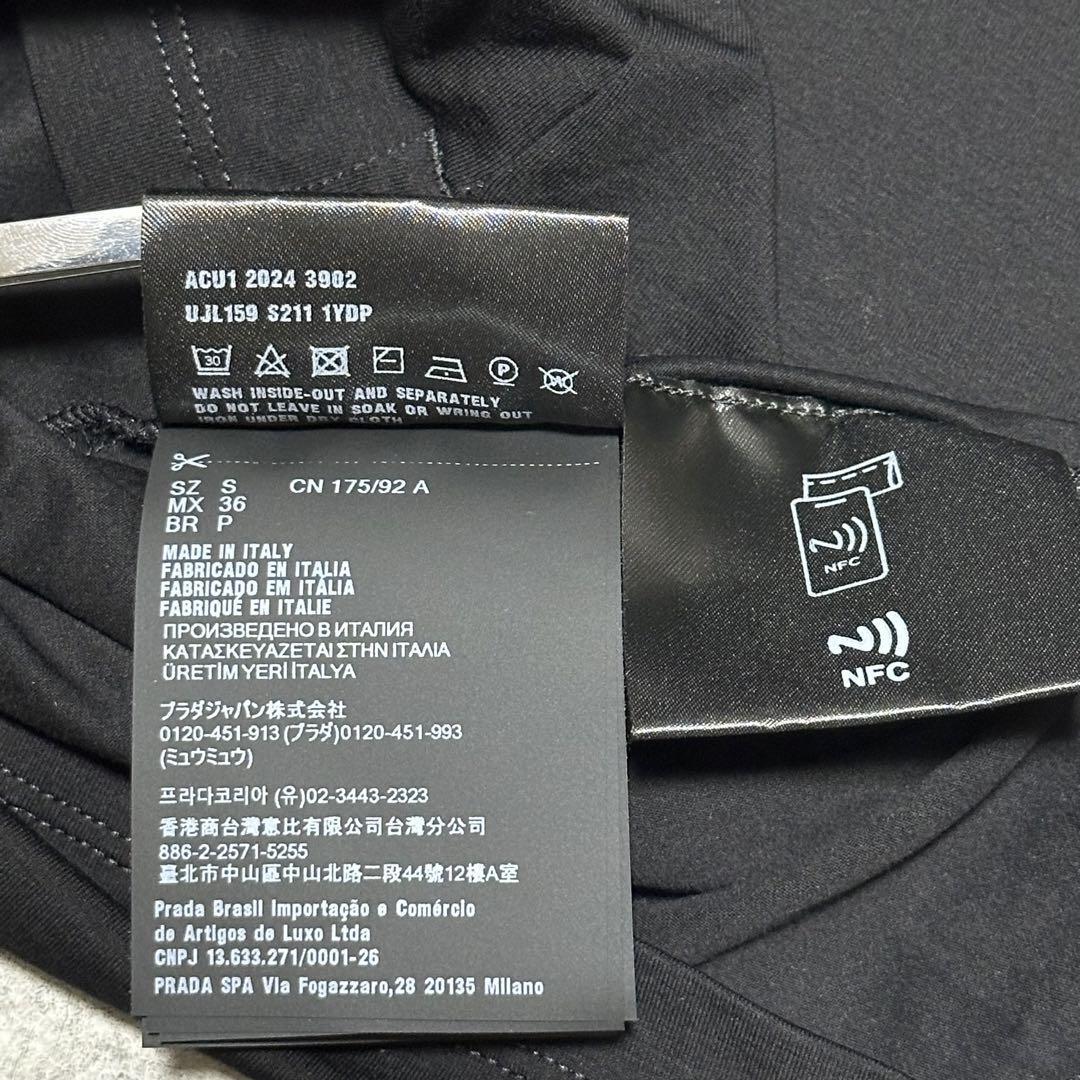 ACU1 2024 3902
UJL159 S211 1YDP
30
P
W
WASH INSIDE-OUT AND SEPARATELY
DO NOT LEAVE IN SOAK OR WRING OUT
IRON UNDER DRY CLOTH
SZ S CN 175/92 A
MX 36
BR P
MADE IN ITALY
FABRICADO EN ITALIA
FABRICADO EM ITÁLIA
FABRIQUÉ EN ITALIE
ПРОИЗВЕДЕНО В ИТАЛИЯ
ΚΑΤΑΣΚΕΥΑΖΕΤΑΙ ΣΤΗΝ ΙΤΑΛΙΑ
ÜRETİM YERİ İTALYA
プラダジャパン株式会社
0120-451-913 (プラダ)0120-451-993
(ミュウミュウ)
프라다코리아 (유)02-3443-2323
香港商台灣意比有限公司台灣分公司
886-2-2571-5255
臺北市中山區中山北路二段44號12樓A室
Prada Brasil Importação e Comércio
de Artigos de Luxo Ltda
CNPJ 13.633.271/0001-26
PRADA SPA Via Fogazzaro,28 20135 Milano
NFC
NFC